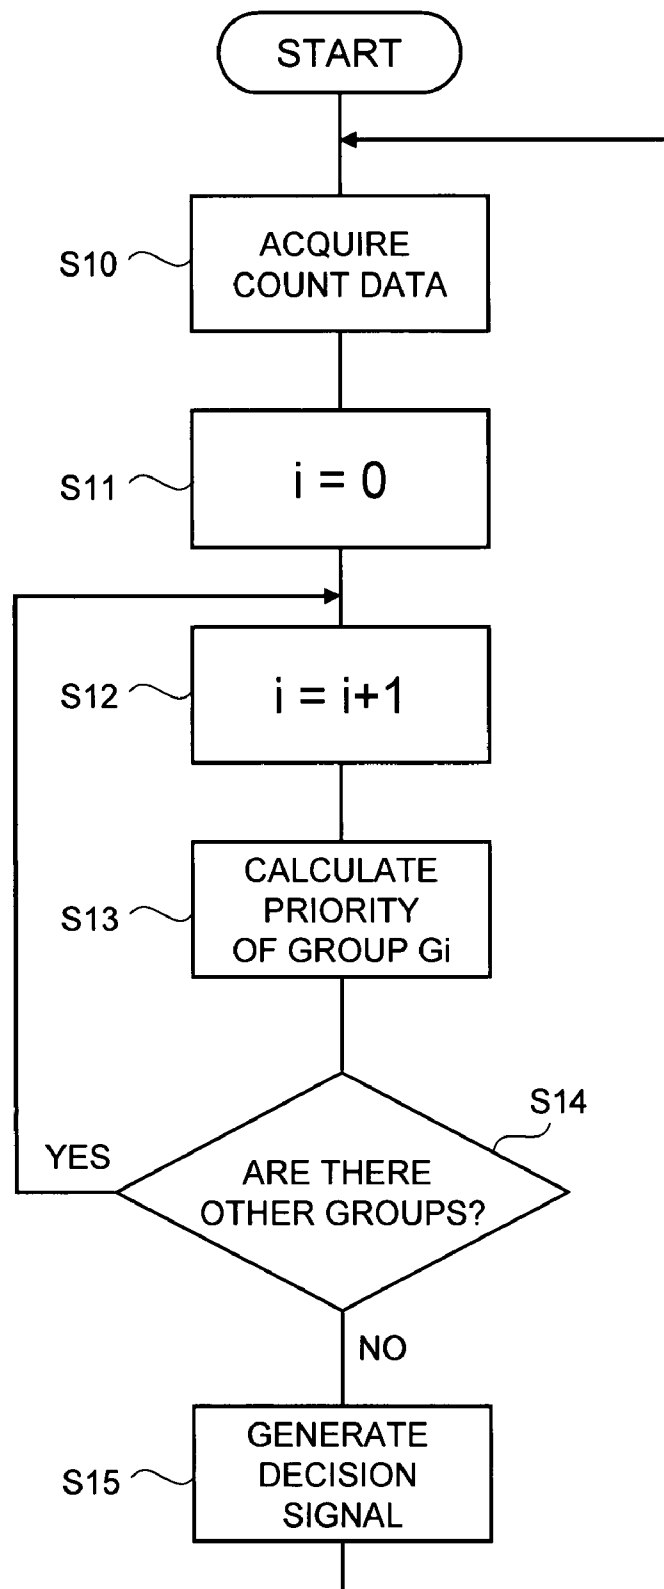 START
S10
ACQUIRE
COUNT DATA
S11
i = 0
S12
i = i+1
S13
CALCULATE
PRIORITY
OF GROUP Gi
S14
YES
ARE THERE
OTHER GROUPS?
NO
S15
GENERATE
DECISION
SIGNAL